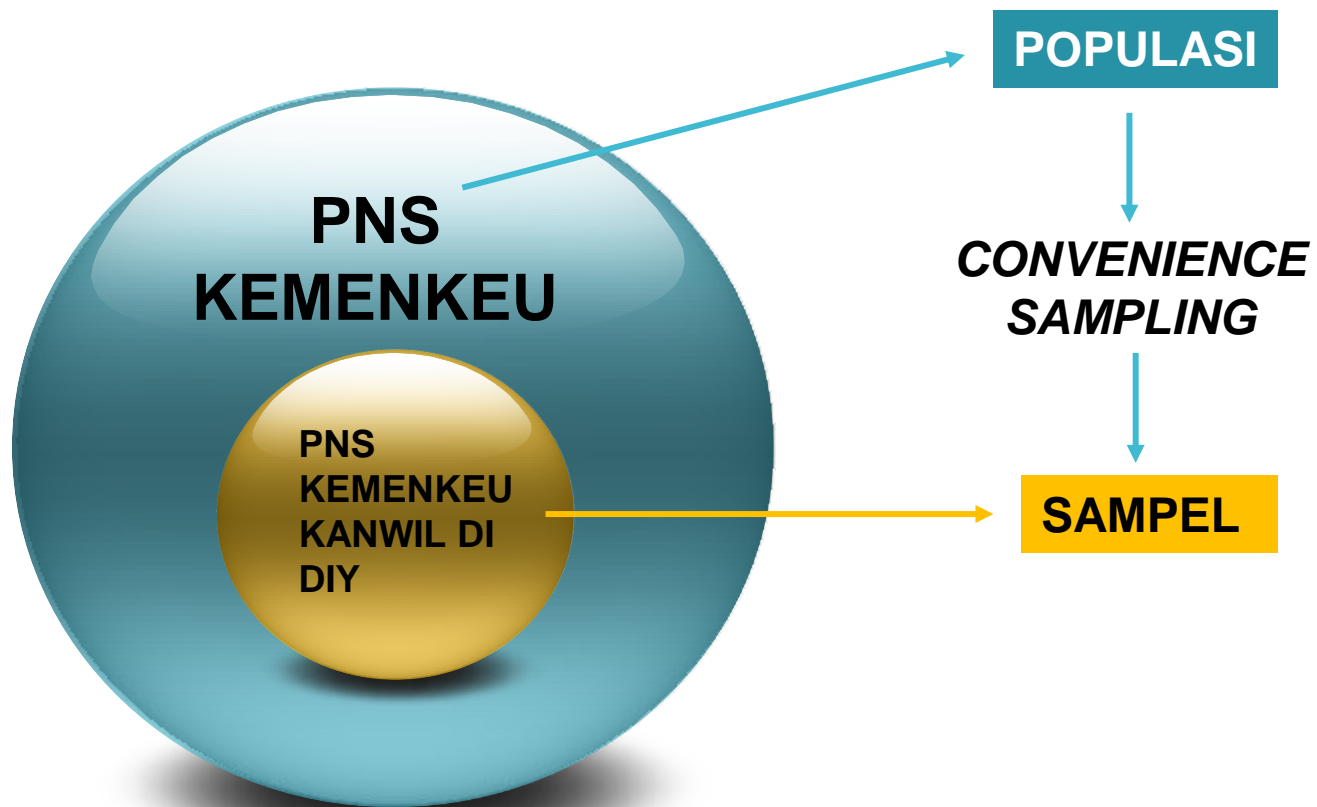 POPULASI
PNS
KEMENKEU
CONVENIENCE
SAMPLING
PNS
KEMENKEU
KANWIL DI
DIY
SAMPEL